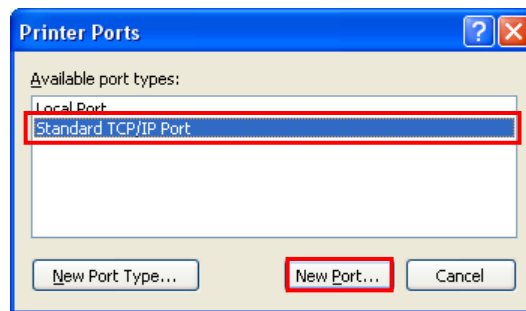 Printer Ports
Available port types:
Local Port
Standard TCP/IP Port
New Port Type... New Port... Cancel